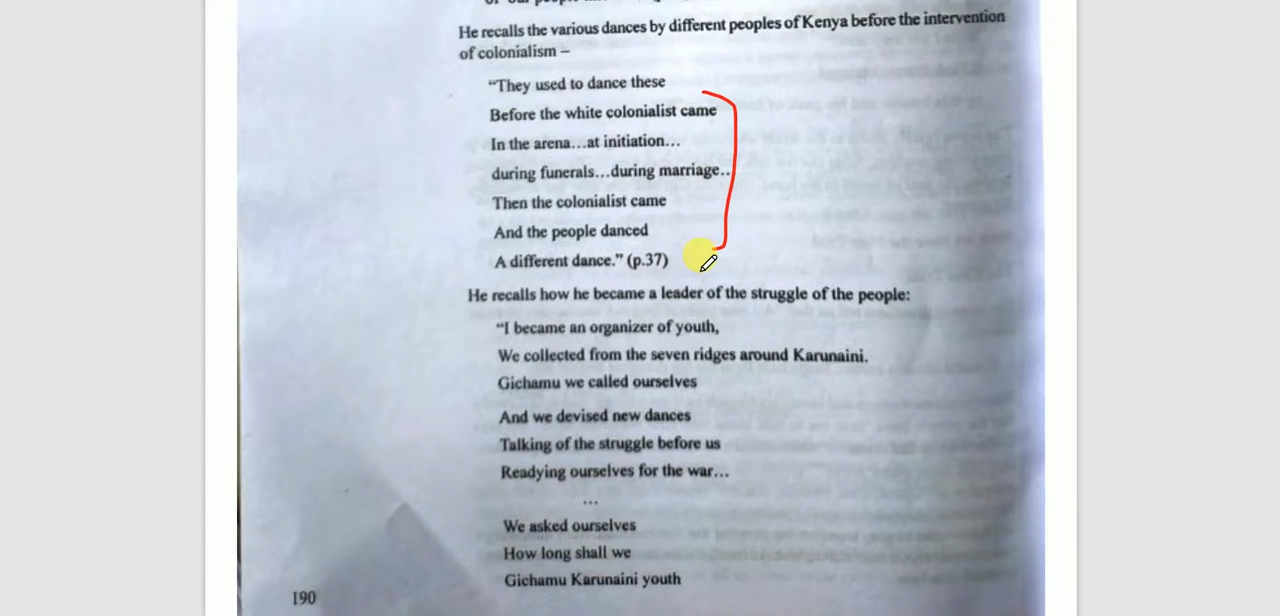 He recalls the various dances by different peoples of Kenya before the intervention
of colonialism –
“They used to dance these
Before the white colonialist came
In the arena...at initiation...
during funerals...during marriage..
Then the colonialist came
And the people danced
A different dance.” (p.37)
He recalls how he became a leader of the struggle of the people:
“I became an organizer of youth,
We collected from the seven ridges around Karunaini.
Gichamu we called ourselves
And we devised new dances
Talking of the struggle before us
Readying ourselves for the war...
...
We asked ourselves
How long shall we
Gichamu Karunaini youth
190